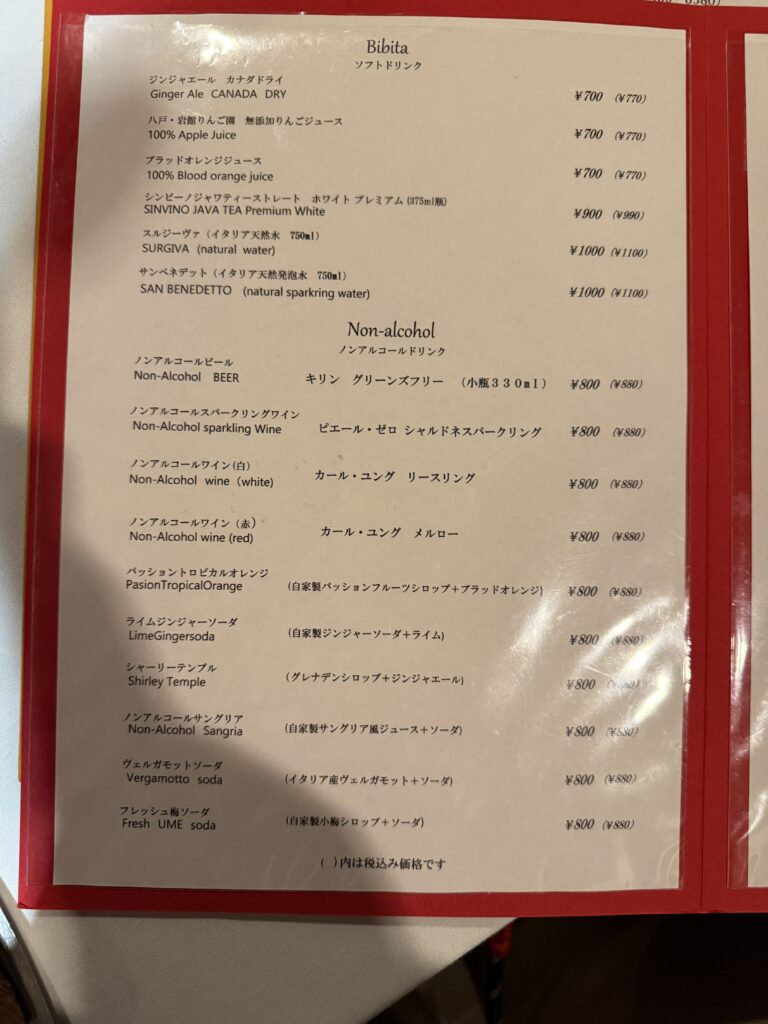 Bibita
ソフトドリンク
ジンジャエール　カナダドライ
Ginger Ale CANADA DRY ¥700 (¥770)
八戸・岩館りんご園　無添加りんごジュース
100% Apple Juice ¥700 (¥770)
ブラッドオレンジジュース
100% Blood orange juice ¥700 (¥770)
シンビーノジャワティーストレート　ホワイト プレミアム (375ml瓶)
SINVINO JAVA TEA Premium White ¥900 (¥990)
スルジーヴァ（イタリア天然水　750ml）
SURGIVA (natural water) ¥1000 (¥1100)
サンベネデット（イタリア天然発泡水　750ml）
SAN BENEDETTO (natural sparkring water) ¥1000 (¥1100)
Non-alcohol
ノンアルコールドリンク
ノンアルコールビール
Non-Alcohol BEER キリン　グリーンズフリー　（小瓶３３０ml） ¥800 (¥880)
ノンアルコールスパークリングワイン
Non-Alcohol sparkling Wine ピエール・ゼロ シャルドネスパークリング ¥800 (¥880)
ノンアルコールワイン(白)
Non-Alcohol wine (white) カール・ユング　リースリング ¥800 (¥880)
ノンアルコールワイン（赤）
Non-Alcohol wine (red) カール・ユング　メルロー ¥800 (¥880)
パッショントロピカルオレンジ
PasionTropicalOrange (自家製パッションフルーツシロップ＋ブラッドオレンジ) ¥800 (¥880)
ライムジンジャーソーダ
LimeGingersoda (自家製ジンジャーソーダ＋ライム) ¥800 (¥880)
シャーリーテンプル
Shirley Temple (グレナデンシロップ＋ジンジャエール) ¥800 (¥880)
ノンアルコールサングリア
Non-Alcohol Sangria (自家製サングリア風ジュース＋ソーダ) ¥800 (¥880)
ヴェルガモットソーダ
Vergamotto soda (イタリア産ヴェルガモット＋ソーダ) ¥800 (¥880)
フレッシュ梅ソーダ
Fresh UME soda (自家製小梅シロップ＋ソーダ) ¥800 (¥880)
(　)内は税込み価格です